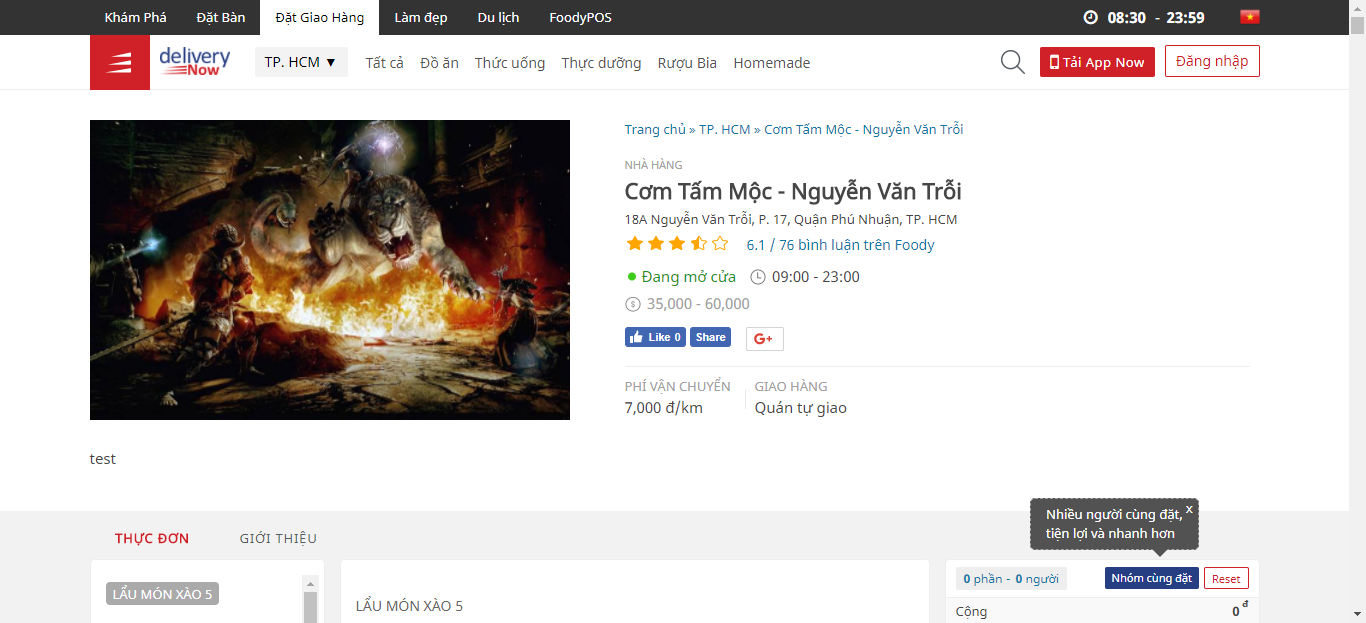 Khám Phá Đặt Bàn Đặt Giao Hàng Làm đẹp Du lịch FoodyPOS 08:30 - 23:59
delivery Now TP. HCM ▼ Tất cả Đồ ăn Thức uống Thực dưỡng Rượu Bia Homemade Tải App Now Đăng nhập
Trang chủ » TP. HCM » Cơm Tấm Mộc - Nguyễn Văn Trỗi
NHÀ HÀNG
Cơm Tấm Mộc - Nguyễn Văn Trỗi
18A Nguyễn Văn Trỗi, P. 17, Quận Phú Nhuận, TP. HCM
6.1 / 76 bình luận trên Foody
Đang mở cửa 09:00 - 23:00
$ 35,000 - 60,000
Like 0 Share G+
PHÍ VẬN CHUYỂN GIAO HÀNG
7,000 đ/km Quán tự giao
test
Nhiều người cùng đặt, x
tiện lợi và nhanh hơn
THỰC ĐƠN GIỚI THIỆU
0 phần - 0 người Nhóm cùng đặt Reset
LẨU MÓN XÀO 5
LẨU MÓN XÀO 5
Cộng 0 đ